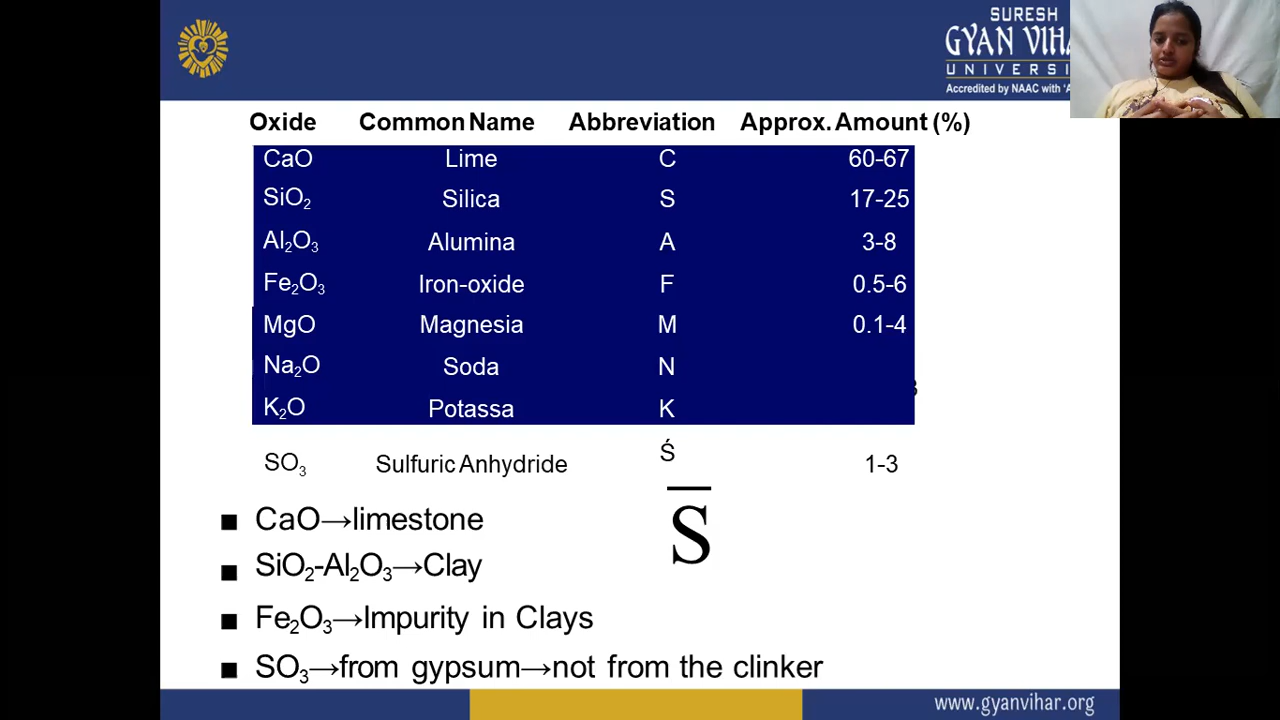 SURESH
GYAN VIHA
UNIVERSI
Accredited by NAAC with 'A
Oxide Common Name Abbreviation Approx. Amount (%)
CaO Lime C 60-67
SiO₂ Silica S 17-25
Al₂O₃ Alumina A 3-8
Fe₂O₃ Iron-oxide F 0.5-6
MgO Magnesia M 0.1-4
Na₂O Soda N
K₂O Potassa K
SO₃ Sulfuric Anhydride Ś 1-3
S̅
■ CaO→limestone
■ SiO₂-Al₂O₃→Clay
■ Fe₂O₃→Impurity in Clays
■ SO₃→from gypsum→not from the clinker
www.gyanvihar.org